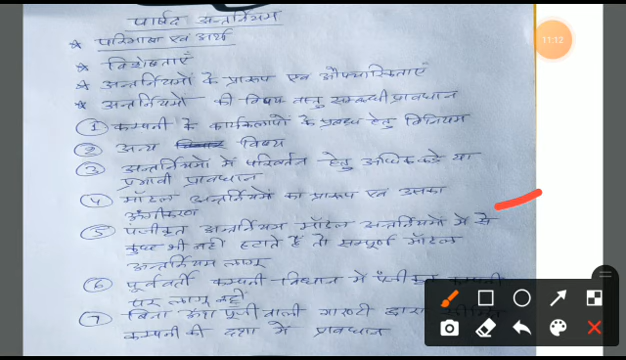 पार्षद अन्तर्नियम
* परिभाषा एवं अर्थ
* विशेषताएँ
* अन्तर्नियमों के प्रारूप एवं औपचारिकताएँ
* अन्तर्नियमों की विषय वस्तु सम्बन्धी प्रावधान
① कम्पनी के कार्यकलापों के प्रबन्ध हेतु विनियम
② अन्य विषय
③ अन्तर्नियमों में परिवर्तन हेतु अधिक कडे या
प्रभावी प्रावधान
④ मॉडल अन्तर्नियमों का प्रारूप एवं उसका
अंगीकरण
⑤ पंजीकृत अन्तर्नियम मॉडल अन्तर्नियमों में से
कुछ भी नहीं हटाते हैं तो सम्पूर्ण मॉडल
अन्तर्नियम लागू
⑥ पूर्ववर्ती कम्पनी विधान में पंजीकृत कम्पनी
पर लागू नहीं
⑦ बिना अंश पूंजी वाली गारण्टी द्वारा
कम्पनी की दशा में प्रावधान
11:12